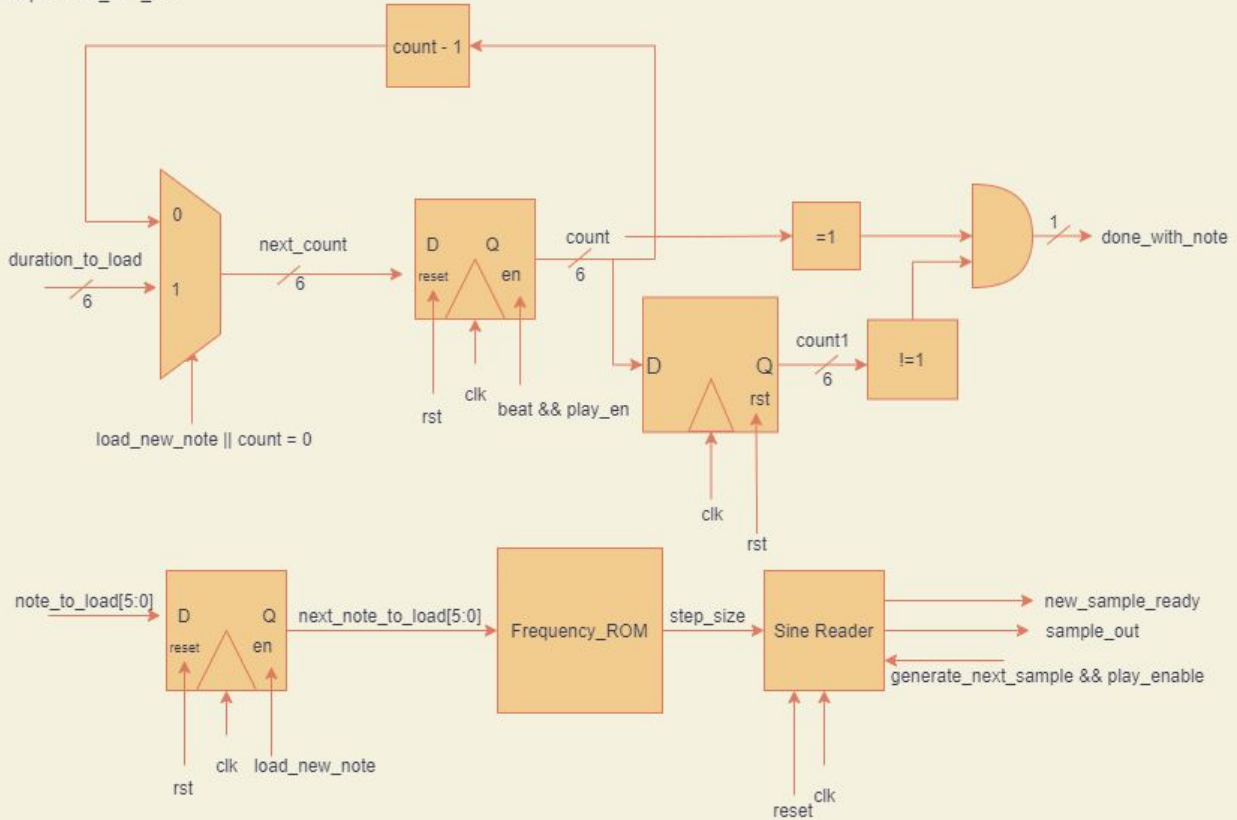 count - 1
0
duration_to_load
6
1
next_count
6
D
Q
reset
en
count
6
=1
1
done_with_note
count1
6
!=1
D
Q
rst
rst
clk
beat && play_en
load_new_note || count = 0
clk
rst
note_to_load[5:0]
D
Q
reset
en
next_note_to_load[5:0]
Frequency_ROM
step_size
Sine Reader
new_sample_ready
sample_out
generate_next_sample && play_enable
rst
clk
load_new_note
reset
clk